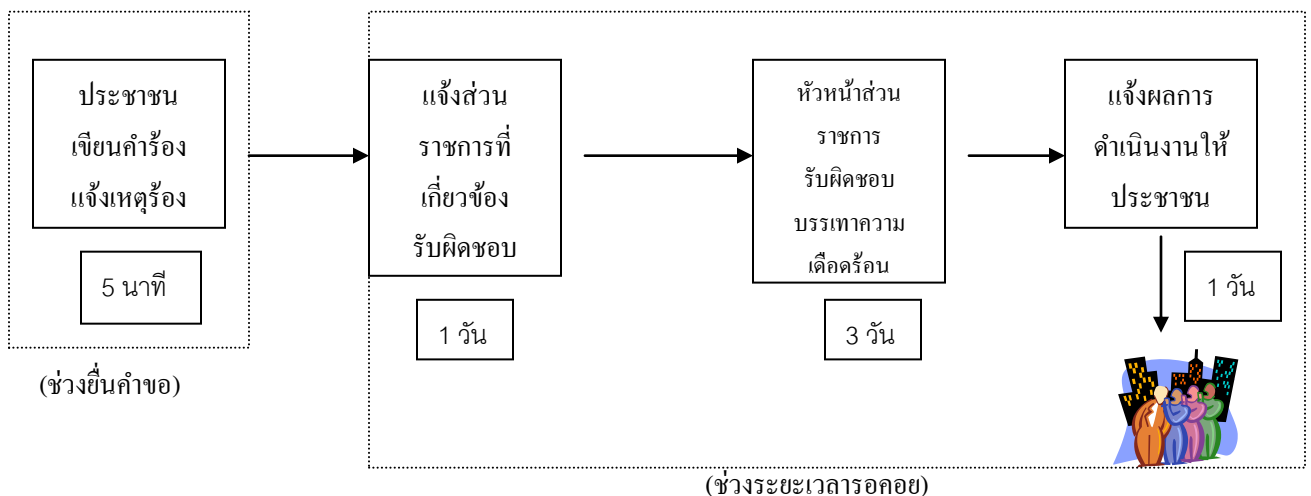 ประชาชน
เขียนคำร้อง
แจ้งเหตุร้อง
5 นาที
(ช่วงยื่นคำขอ)
แจ้งส่วน
ราชการที่
เกี่ยวข้อง
รับผิดชอบ
1 วัน
หัวหน้าส่วน
ราชการ
รับผิดชอบ
บรรเทาความ
เดือดร้อน
3 วัน
แจ้งผลการ
ดำเนินงานให้
ประชาชน
1 วัน
(ช่วงระยะเวลารอคอย)